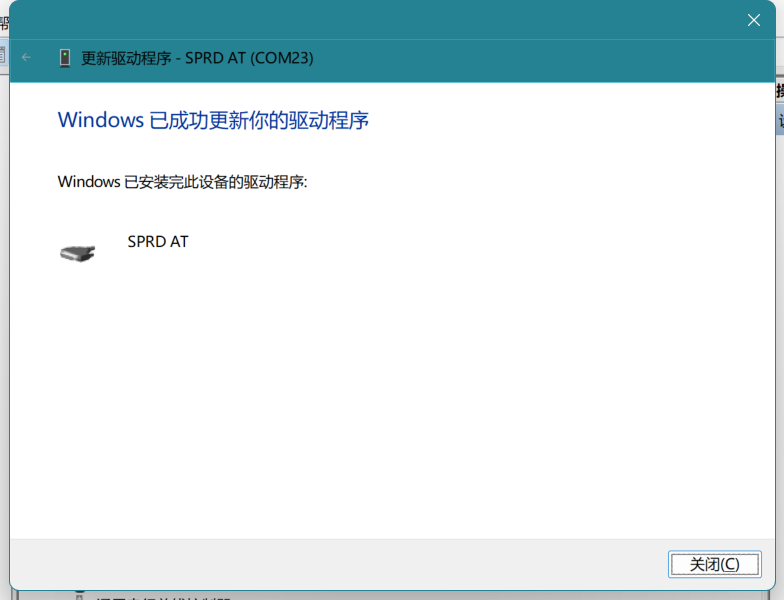 帮
更新驱动程序 - SPRD AT (COM23)
Windows 已成功更新你的驱动程序
Windows 已安装完此设备的驱动程序:
SPRD AT
关闭(C)